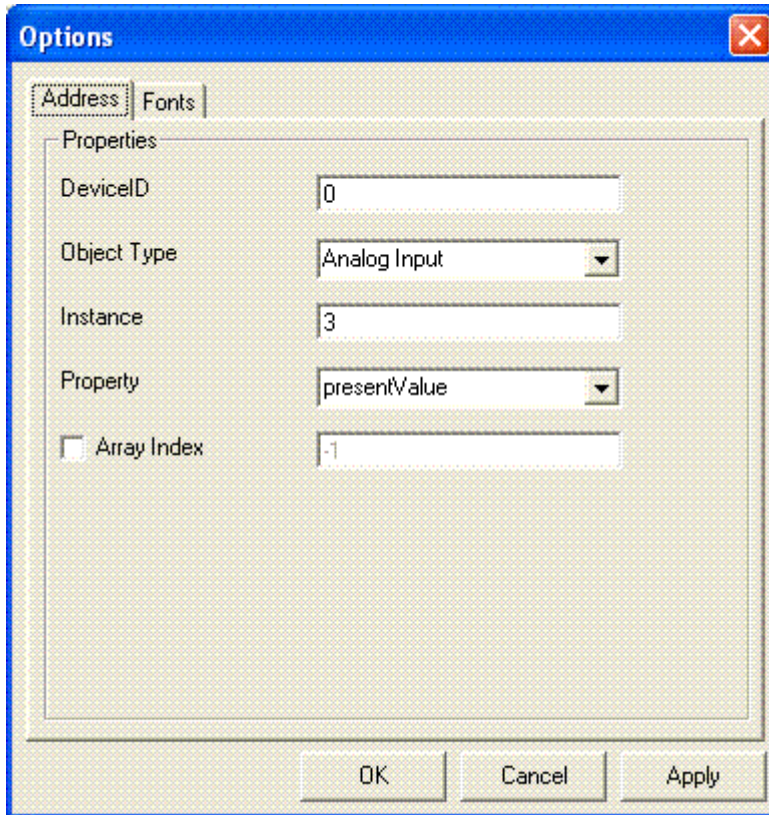 Options
Address Fonts
Properties
DeviceID 0
Object Type Analog Input
Instance 3
Property presentValue
Array Index -1
OK Cancel Apply